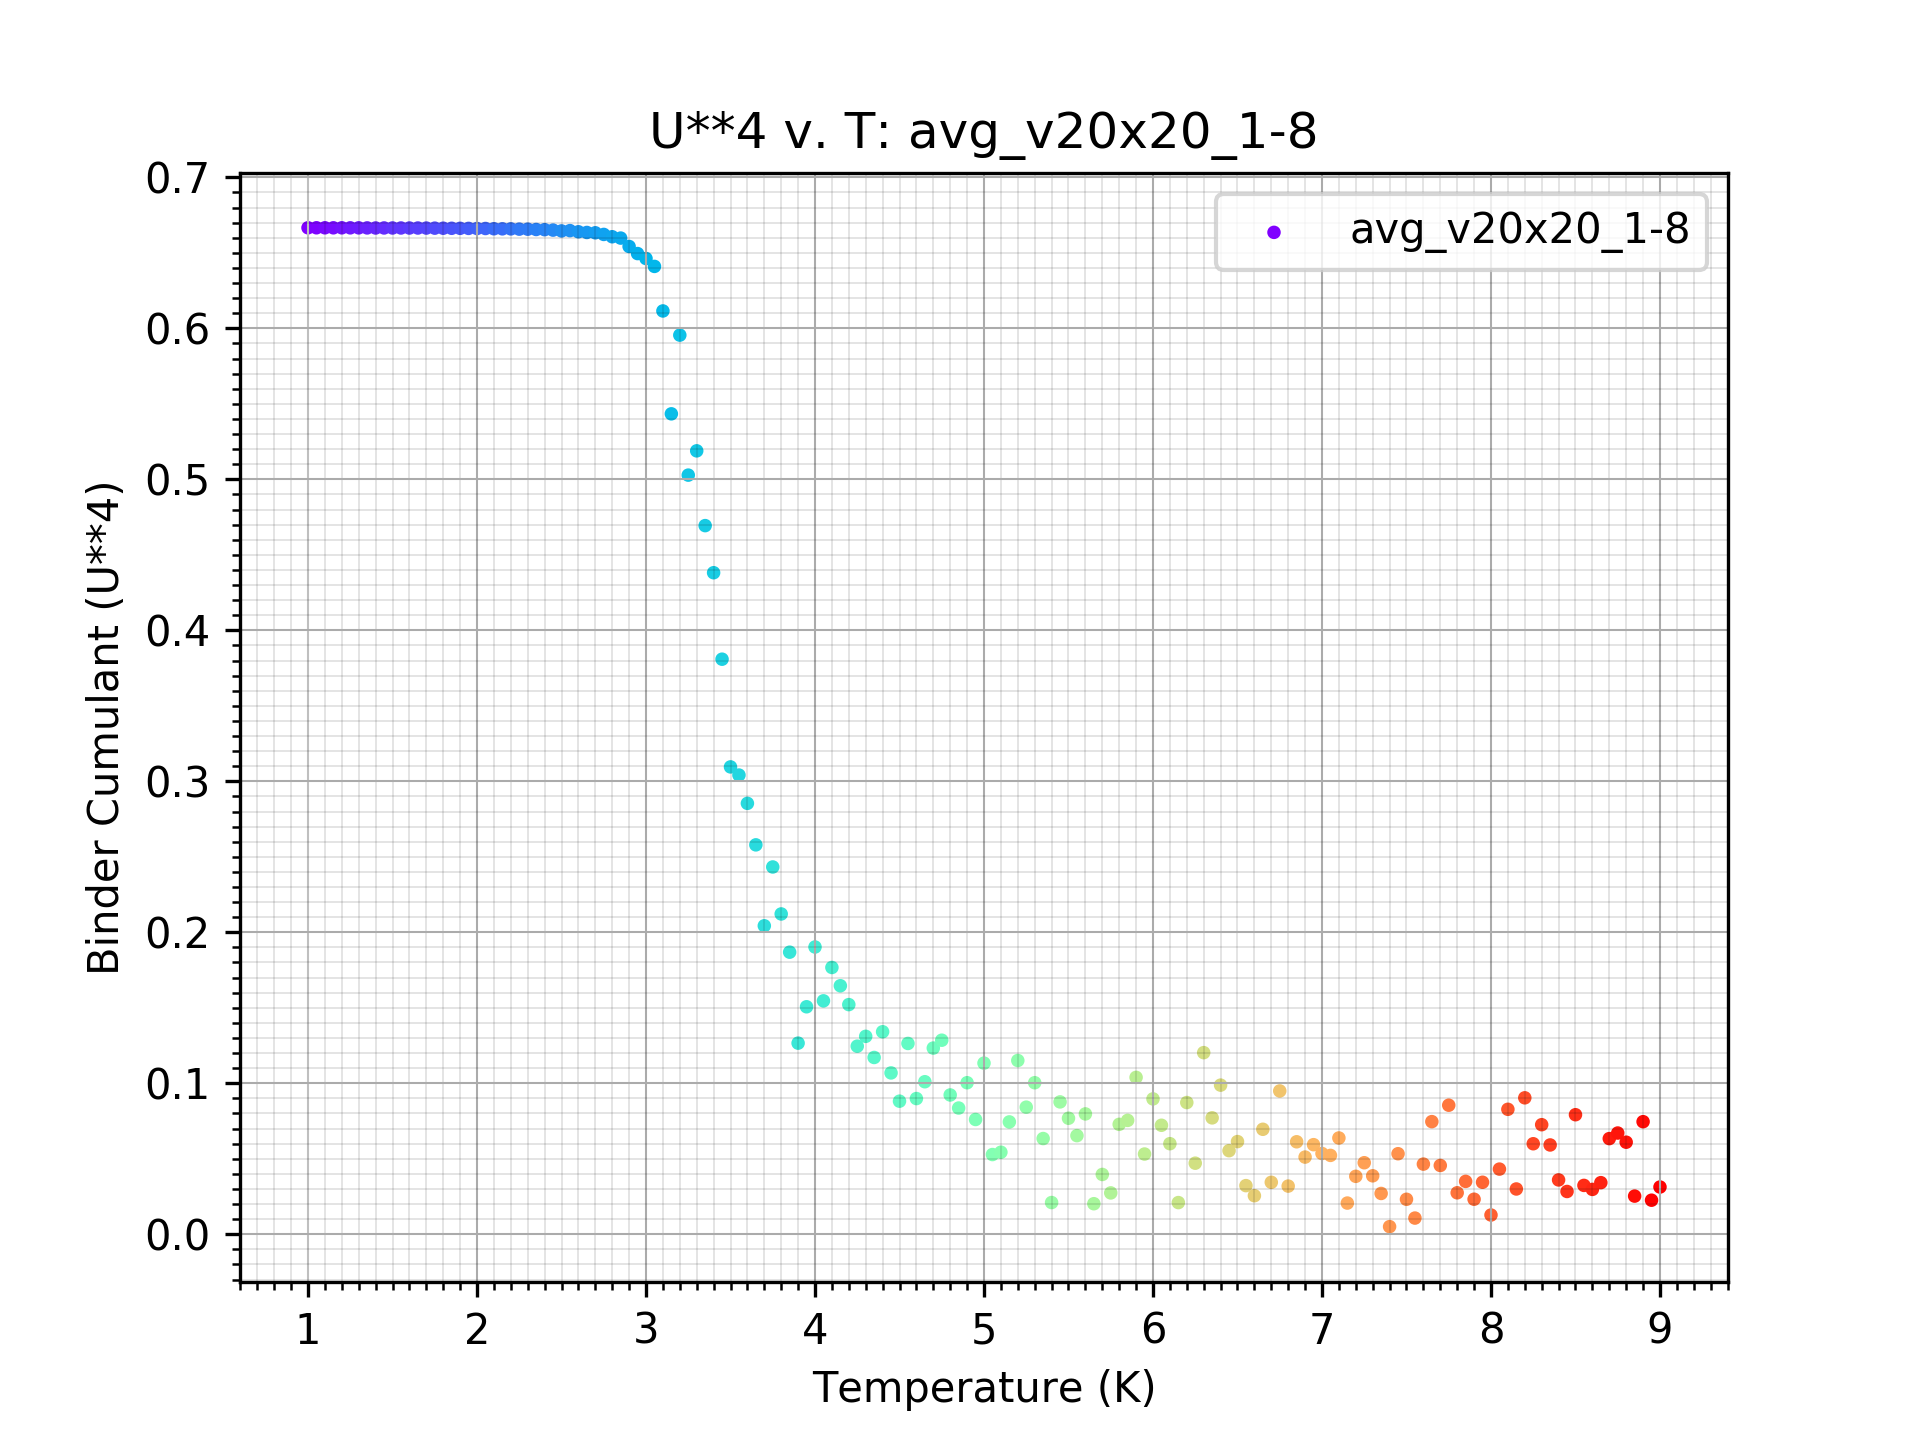 U**4 v. T: avg_v20x20_1-8
avg_v20x20_1-8
Binder Cumulant (U**4)
0.7
0.6
0.5
0.4
0.3
0.2
0.1
0.0
1 2 3 4 5 6 7 8 9
Temperature (K)